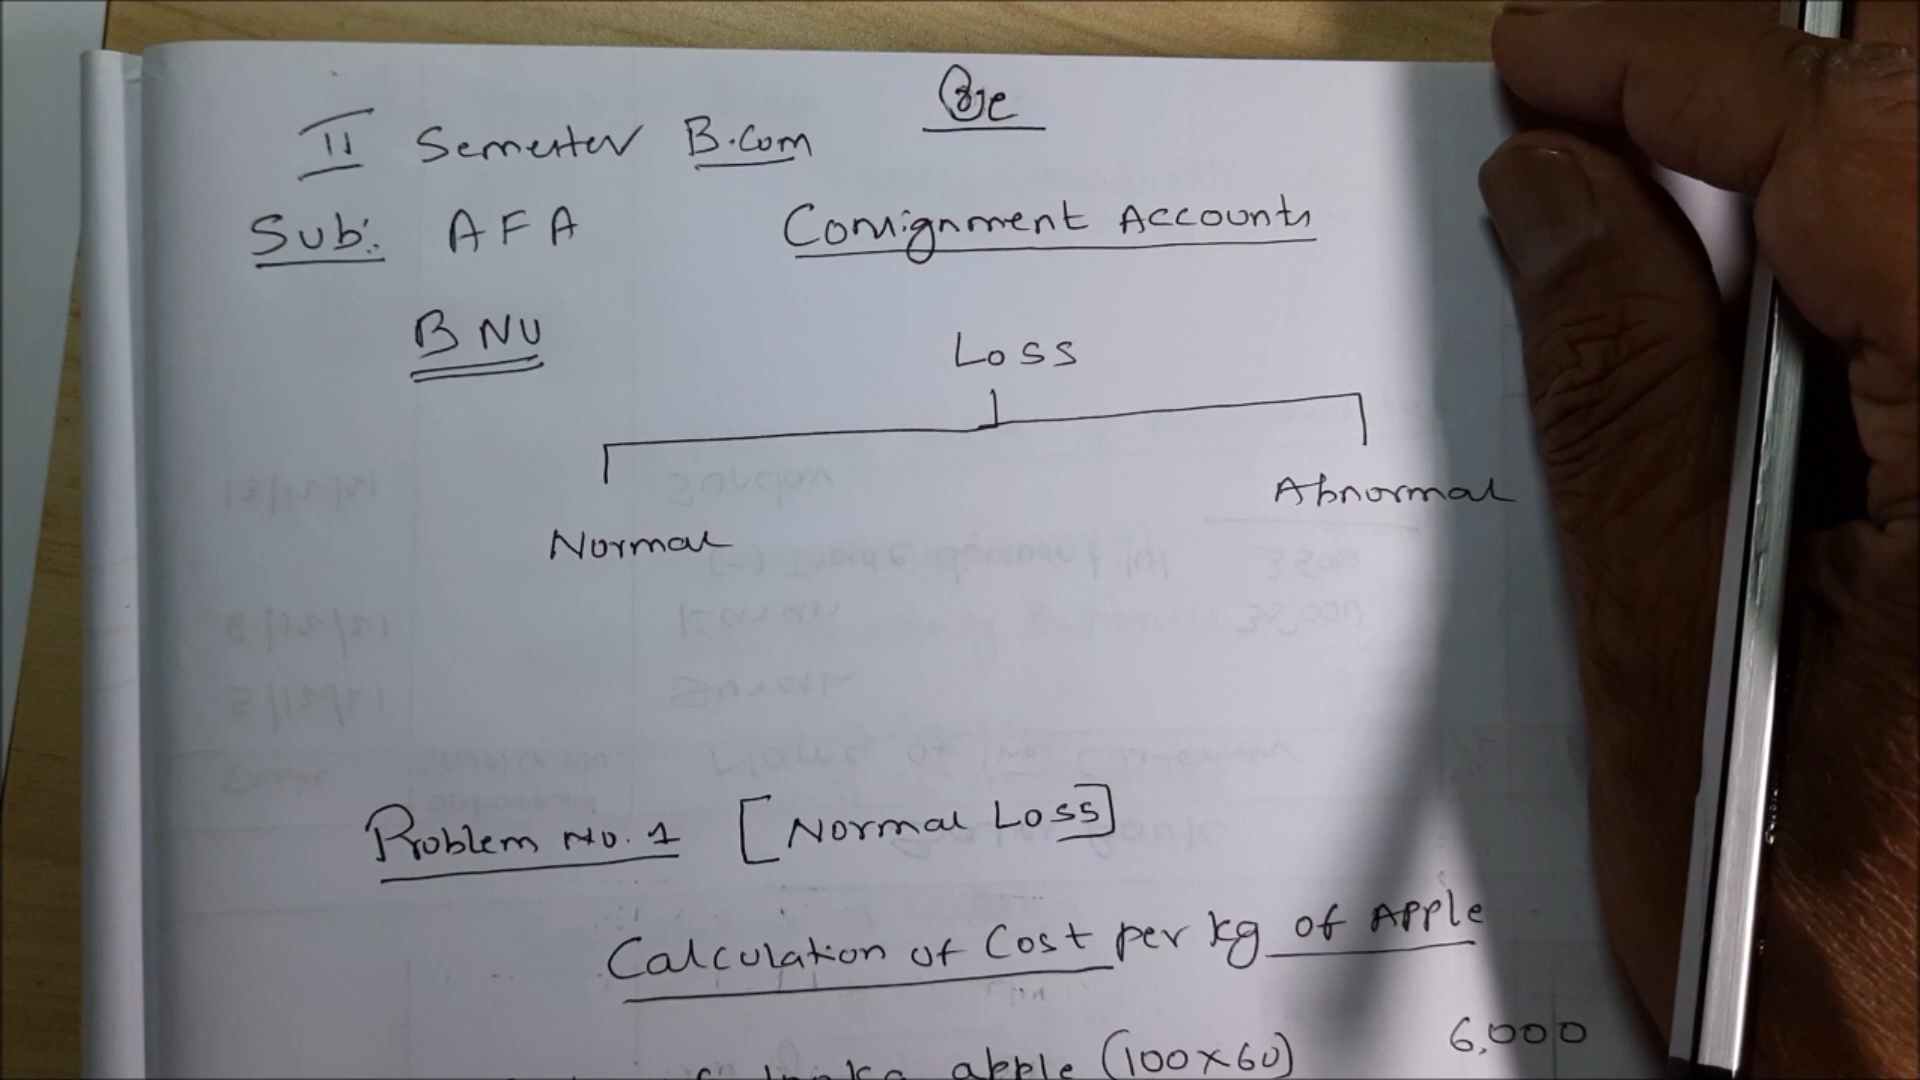 II Semester B.Com
Sub: AFA
Consignment Accounts
BNU
Loss
Normal
Abnormal
Problem No. 1 [Normal Loss]
Calculation of Cost per kg of Apple
apple (100x60) 6,000